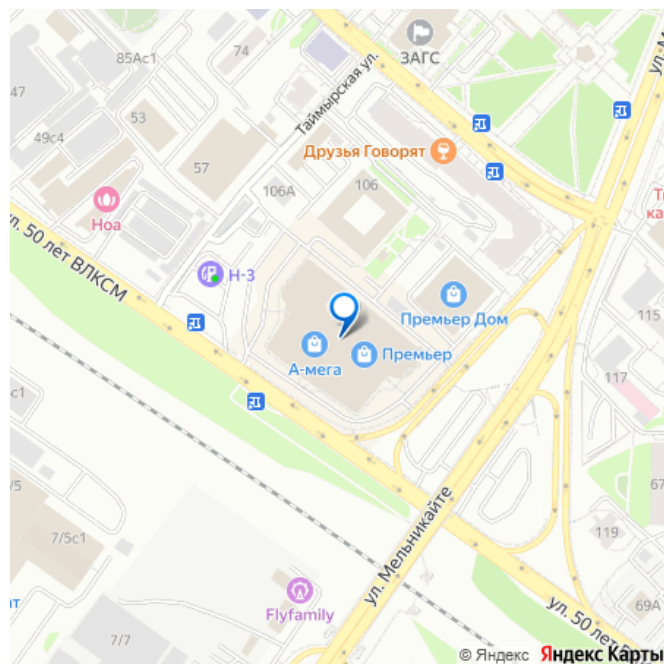 85Ас1
74
ЗАГС
ул. М
47
53
49с4
Таймырская ул.
57
Друзья Говорят
106А
106
Ноа
ул. 50 лет ВЛКСМ
Н-3
Премьер Дом
115
А-мега
Премьер
117
с1
/5
7/5с1
ул. Мельникайте
67
119
7/7
Flyfamily
69А
ул. 50 лет В
© Яндекс Яндекс Карты